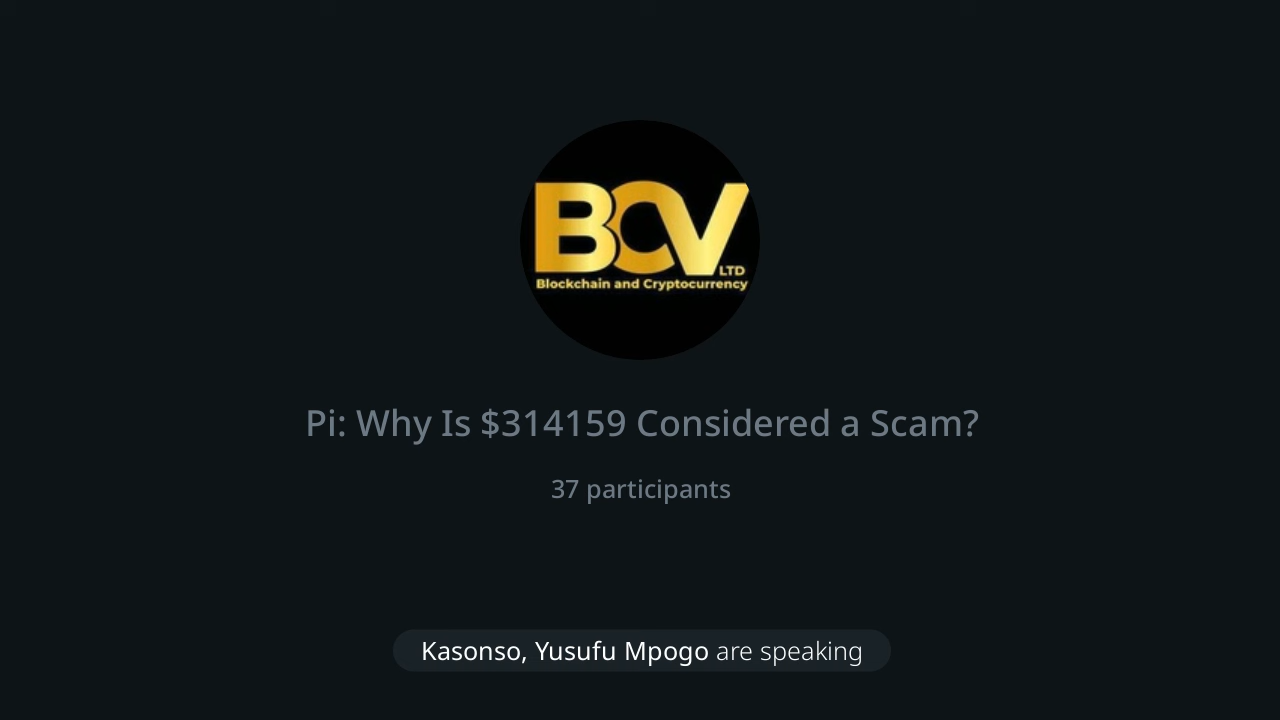 BCV
LTD
Blockchain and Cryptocurrency
Pi: Why Is $314159 Considered a Scam?
37 participants
Kasonso, Yusufu Mpogo are speaking